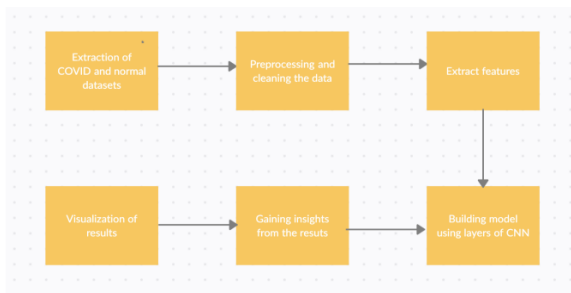 Extraction of
COVID and normal
datasets
Preprocessing and
cleaning the data
Extract features
Visualization of
results
Gaining insights
from the resuts
Building model
using layers of CNN